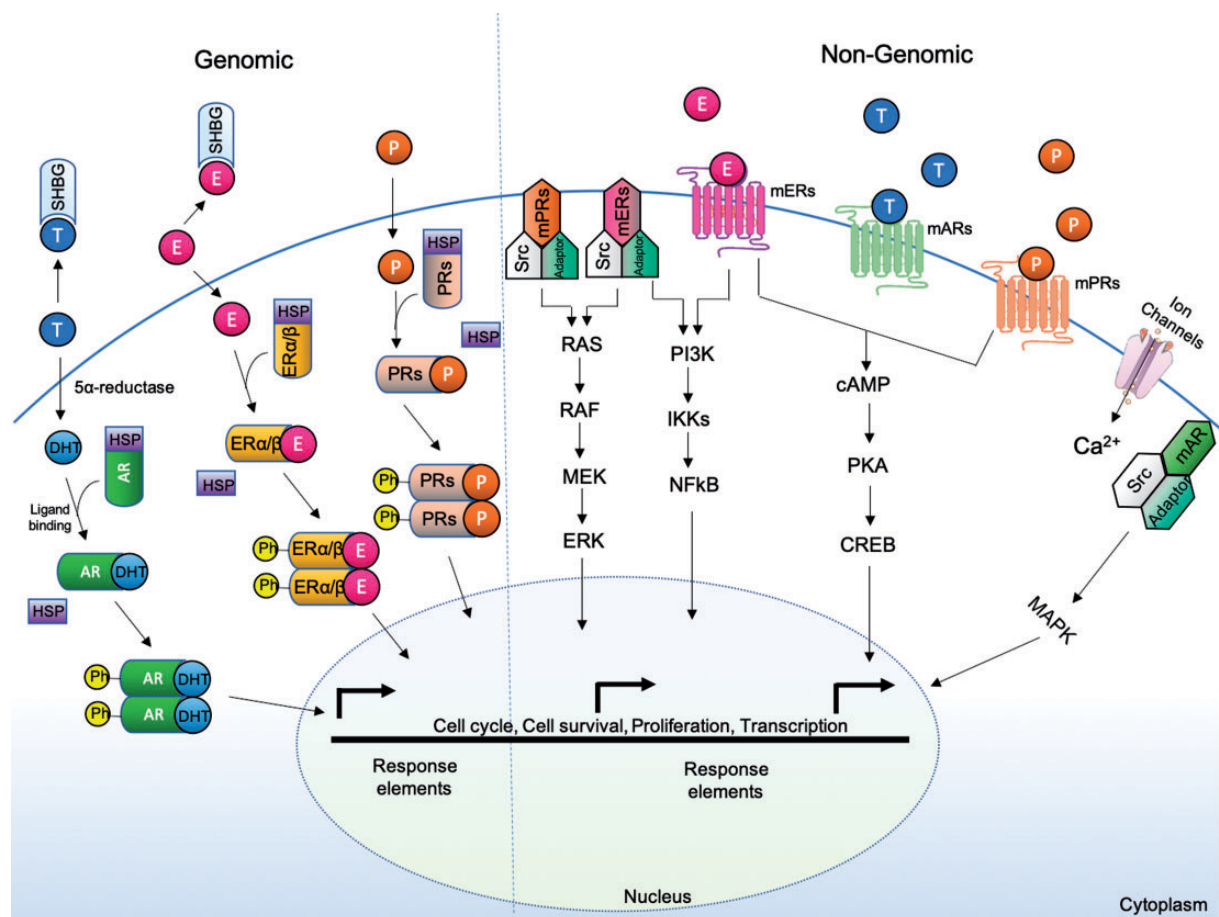 Genomic
Non-Genomic
SHBG
T
T
5α-reductase
DHT
HSP
AR
Ligand
binding
AR
DHT
HSP
Ph
AR
DHT
Ph
AR
DHT
SHBG
E
E
E
HSP
ERα/β
ERα/β
E
HSP
Ph
ERα/β
E
Ph
ERα/β
E
P
P
HSP
PRs
HSP
PRs
P
Ph
PRs
P
Ph
PRs
P
mPRs
Src
Adaptor
mERs
Src
Adaptor
E
E
mERs
T
T
T
mARs
P
P
P
mPRs
Ion
Channels
Ca²⁺
RAS
RAF
MEK
ERK
PI3K
IKKs
NFkB
cAMP
PKA
CREB
mAR
Src
Adaptor
MAPK
Cell cycle, Cell survival, Proliferation, Transcription
Response
elements
Response
elements
Nucleus
Cytoplasm